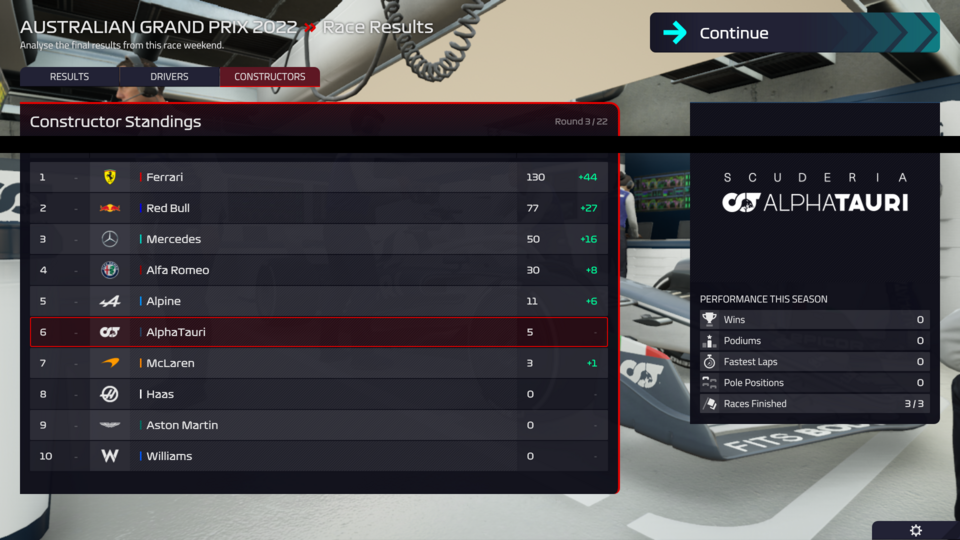 AUSTRALIAN GRAND PRIX 2022 » Race Results
Analyse the final results from this race weekend.
Continue
RESULTS DRIVERS CONSTRUCTORS
Constructor Standings Round 3 / 22
1 - Ferrari 130 +44
2 - Red Bull 77 +27
3 - Mercedes 50 +16
4 - Alfa Romeo 30 +8
5 - Alpine 11 +6
6 - AlphaTauri 5 -
7 - McLaren 3 +1
8 - Haas 0 -
9 - Aston Martin 0 -
10 - Williams 0 -
SCUDERIA
ALPHATAURI
PERFORMANCE THIS SEASON
Wins 0
Podiums 0
Fastest Laps 0
Pole Positions 0
Races Finished 3 / 3
FITS